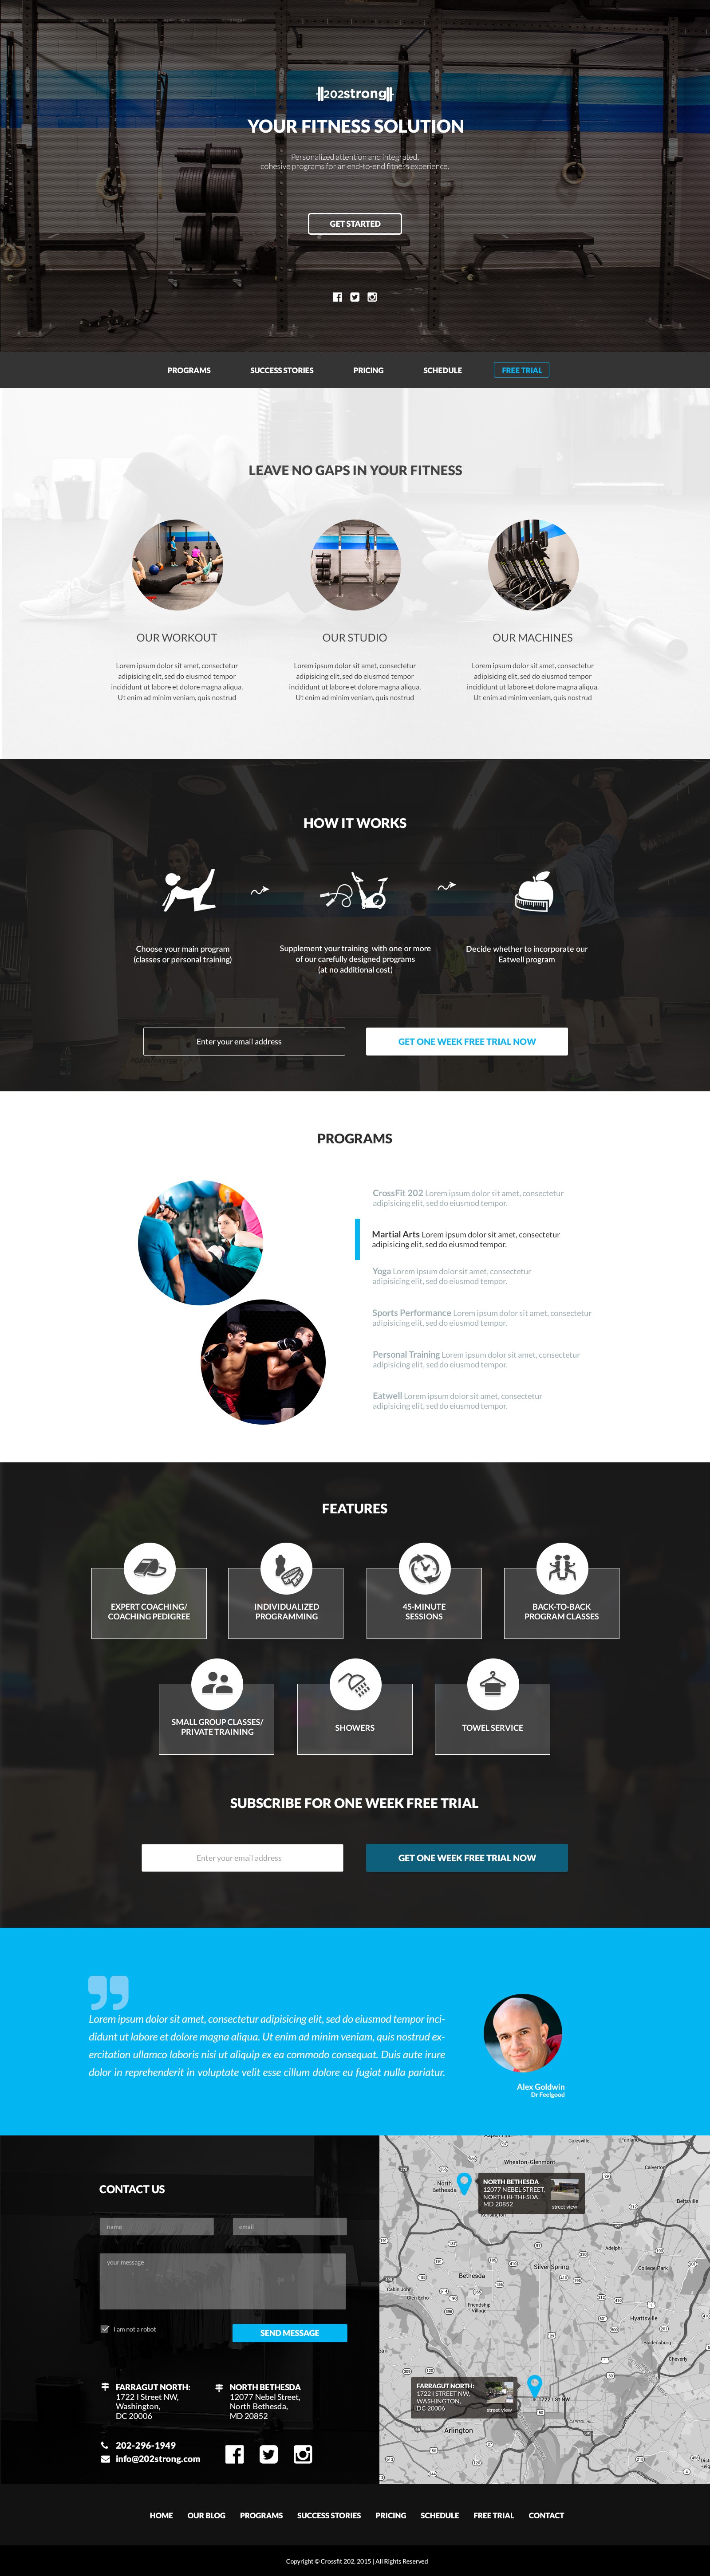 202strong
YOUR FITNESS SOLUTION
Personalized attention and integrated,
cohesive programs for an end-to-end fitness experience.
GET STARTED
PROGRAMS
SUCCESS STORIES
PRICING
SCHEDULE
FREE TRIAL
LEAVE NO GAPS IN YOUR FITNESS
OUR WORKOUT
Lorem ipsum dolor sit amet, consectetur
adipisicing elit, sed do eiusmod tempor
incididunt ut labore et dolore magna aliqua.
Ut enim ad minim veniam, quis nostrud
OUR STUDIO
Lorem ipsum dolor sit amet, consectetur
adipisicing elit, sed do eiusmod tempor
incididunt ut labore et dolore magna aliqua.
Ut enim ad minim veniam, quis nostrud
OUR MACHINES
Lorem ipsum dolor sit amet, consectetur
adipisicing elit, sed do eiusmod tempor
incididunt ut labore et dolore magna aliqua.
Ut enim ad minim veniam, quis nostrud
HOW IT WORKS
Choose your main program
(classes or personal training)
Supplement your training with one or more
of our carefully designed programs
(at no additional cost)
Decide whether to incorporate our
Eatwell program
Enter your email address
GET ONE WEEK FREE TRIAL NOW
PROGRAMS
CrossFit 202 Lorem ipsum dolor sit amet, consectetur
adipisicing elit, sed do eiusmod tempor.
Martial Arts Lorem ipsum dolor sit amet, consectetur
adipisicing elit, sed do eiusmod tempor.
Yoga Lorem ipsum dolor sit amet, consectetur
adipisicing elit, sed do eiusmod tempor.
Sports Performance Lorem ipsum dolor sit amet, consectetur
adipisicing elit, sed do eiusmod tempor.
Personal Training Lorem ipsum dolor sit amet, consectetur
adipisicing elit, sed do eiusmod tempor.
Eatwell Lorem ipsum dolor sit amet, consectetur
adipisicing elit, sed do eiusmod tempor.
FEATURES
EXPERT COACHING/
COACHING PEDIGREE
INDIVIDUALIZED
PROGRAMMING
45-MINUTE
SESSIONS
BACK-TO-BACK
PROGRAM CLASSES
SMALL GROUP CLASSES/
PRIVATE TRAINING
SHOWERS
TOWEL SERVICE
SUBSCRIBE FOR ONE WEEK FREE TRIAL
Enter your email address
GET ONE WEEK FREE TRIAL NOW
Lorem ipsum dolor sit amet, consectetur adipisicing elit, sed do eiusmod tempor inci-
didunt ut labore et dolore magna aliqua. Ut enim ad minim veniam, quis nostrud ex-
ercitation ullamco laboris nisi ut aliquip ex ea commodo consequat. Duis aute irure
dolor in reprehenderit in voluptate velit esse cillum dolore eu fugiat nulla pariatur.
Alex Goldwin
Dr Feelgood
CONTACT US
name
email
your message
I am not a robot
SEND MESSAGE
FARRAGUT NORTH:
1722 I Street NW,
Washington,
DC 20006
NORTH BETHESDA
12077 Nebel Street,
North Bethesda,
MD 20852
202-296-1949
info@202strong.com
Colesville
Wheaton-Glenmont
Calverton
North
Bethesda
NORTH BETHESDA
12077 NEBEL STREET,
NORTH BETHESDA,
MD 20852
street view
Beltsville
Kensington
Adelphi
Silver Spring
College Park
Bethesda
Cabin John
Glen Echo
Friendship
Village
Hyattsville
Bladensburg
Cheverly
FARRAGUT NORTH:
1722 I STREET NW,
WASHINGTON,
DC 20006
street view
1722 I St NW
Arlington
HOME
OUR BLOG
PROGRAMS
SUCCESS STORIES
PRICING
SCHEDULE
FREE TRIAL
CONTACT
Copyright © Crossfit 202, 2015 | All Rights Reserved